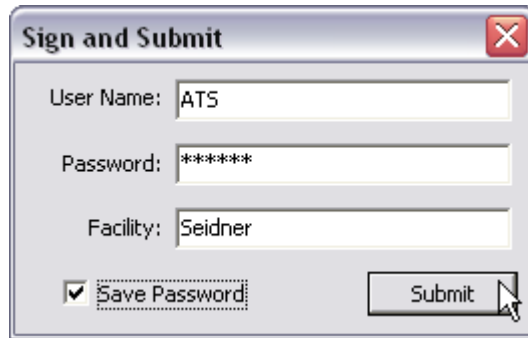 Sign and Submit
User Name: ATS
Password: ******
Facility: Seidner
Save Password Submit